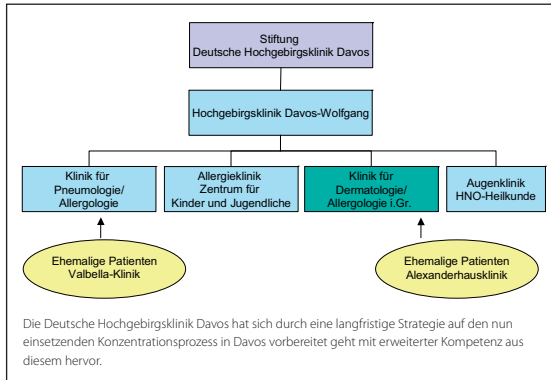 Stiftung
Deutsche Hochgebirgsklinik Davos
Hochgebirgsklinik Davos-Wolfgang
Klinik für
Pneumologie/
Allergologie
Allergieklinik
Zentrum für
Kinder und Jugendliche
Klinik für
Dermatologie/
Allergologie i.Gr.
Augenklinik
HNO-Heilkunde
Ehemalige Patienten
Valbella-Klinik
Ehemalige Patienten
Alexanderhausklinik
Die Deutsche Hochgebirgsklinik Davos hat sich durch eine langfristige Strategie auf den nun
einsetzenden Konzentrationsprozess in Davos vorbereitet geht mit erweiterter Kompetenz aus
diesem hervor.